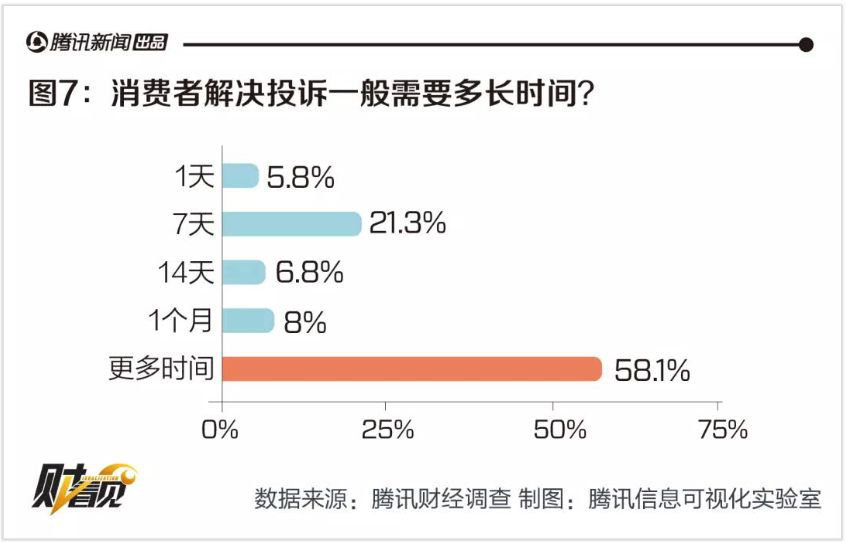 腾讯新闻出品
图7：消费者解决投诉一般需要多长时间？
1天 5.8%
7天 21.3%
14天 6.8%
1个月 8%
更多时间 58.1%
0% 25% 50% 75%
财看见
数据来源：腾讯财经调查 制图：腾讯信息可视化实验室